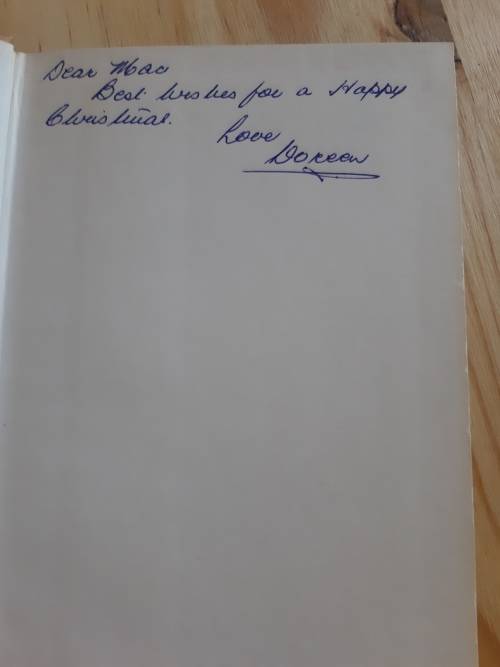 Dear Mac
Best wishes for a Happy
Christmas.
Love
Doreen